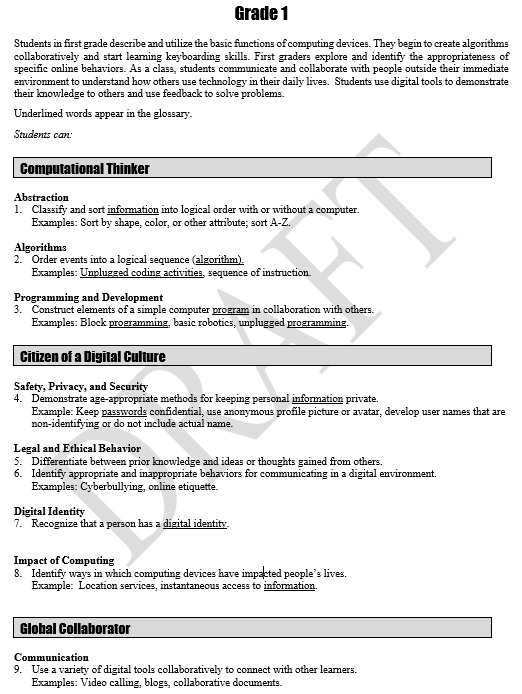 Grade 1
Students in first grade describe and utilize the basic functions of computing devices. They begin to create algorithms
collaboratively and start learning keyboarding skills. First graders explore and identify the appropriateness of
specific online behaviors. As a class, students communicate and collaborate with people outside their immediate
environment to understand how others use technology in their daily lives. Students use digital tools to demonstrate
their knowledge to others and use feedback to solve problems.
Underlined words appear in the glossary.
Students can:
Computational Thinker
Abstraction
1. Classify and sort information into logical order with or without a computer.
Examples: Sort by shape, color, or other attribute; sort A-Z.
Algorithms
2. Order events into a logical sequence (algorithm).
Examples: Unplugged coding activities, sequence of instruction.
Programming and Development
3. Construct elements of a simple computer program in collaboration with others.
Examples: Block programming, basic robotics, unplugged programming.
Citizen of a Digital Culture
Safety, Privacy, and Security
4. Demonstrate age-appropriate methods for keeping personal information private.
Example: Keep passwords confidential, use anonymous profile picture or avatar, develop user names that are
non-identifying or do not include actual name.
Legal and Ethical Behavior
5. Differentiate between prior knowledge and ideas or thoughts gained from others.
6. Identify appropriate and inappropriate behaviors for communicating in a digital environment.
Examples: Cyberbullying, online etiquette.
Digital Identity
7. Recognize that a person has a digital identity.
Impact of Computing
8. Identify ways in which computing devices have impacted people's lives.
Example: Location services, instantaneous access to information.
Global Collaborator
Communication
9. Use a variety of digital tools collaboratively to connect with other learners.
Examples: Video calling, blogs, collaborative documents.
DRAFT